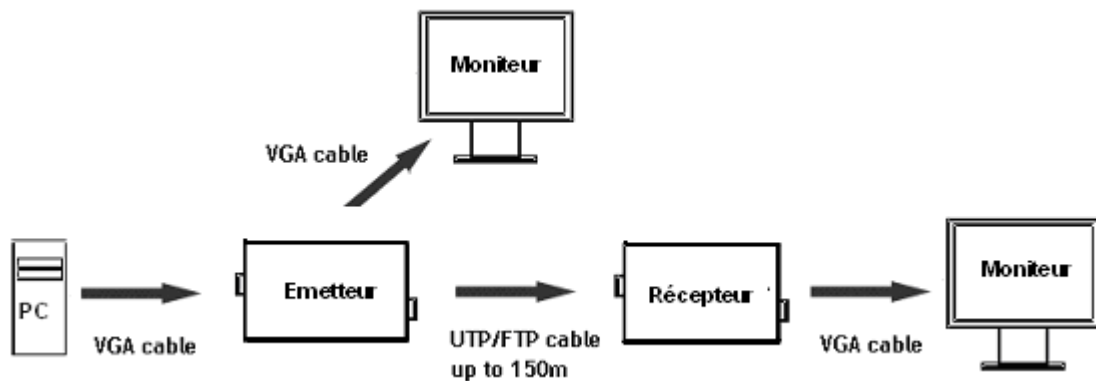 Moniteur
VGA cable
PC
VGA cable
Emetteur
UTP/FTP cable
up to 150m
Récepteur
VGA cable
Moniteur